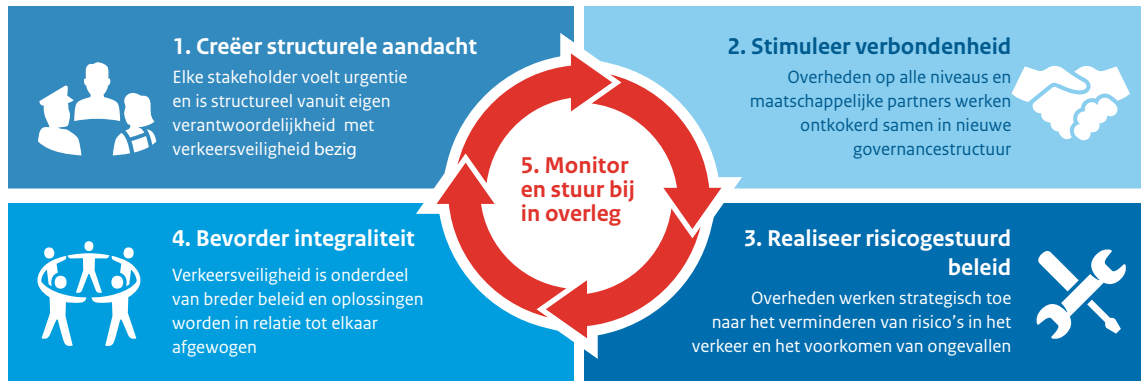 1. Creëer structurele aandacht
Elke stakeholder voelt urgentie
en is structureel vanuit eigen
verantwoordelijkheid met
verkeersveiligheid bezig
2. Stimuleer verbondenheid
Overheden op alle niveaus en
maatschappelijke partners werken
ontkokerd samen in nieuwe
governancestructuur
3. Realiseer risicogestuurd
beleid
Overheden werken strategisch toe
naar het verminderen van risico’s in het
verkeer en het voorkomen van ongevallen
4. Bevorder integraliteit
Verkeersveiligheid is onderdeel
van breder beleid en oplossingen
worden in relatie tot elkaar
afgewogen
5. Monitor
en stuur bij
in overleg